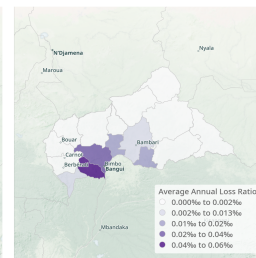 N'Djamena
Nyala
Maroua
Bouar
Bambari
Carnot
Berbérati
Bimbo
Bangui
Mbandaka
Average Annual Loss Ratio
0.000‰ to 0.002‰
0.002‰ to 0.013‰
0.01‰ to 0.02‰
0.02‰ to 0.04‰
0.04‰ to 0.06‰